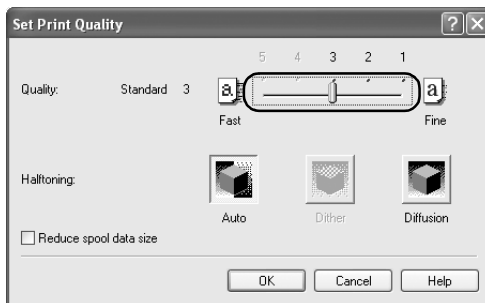 Set Print Quality
5 4 3 2 1
Quality: Standard 3 a a
Fast Fine
Halftoning:
Auto Dither Diffusion
Reduce spool data size
OK Cancel Help